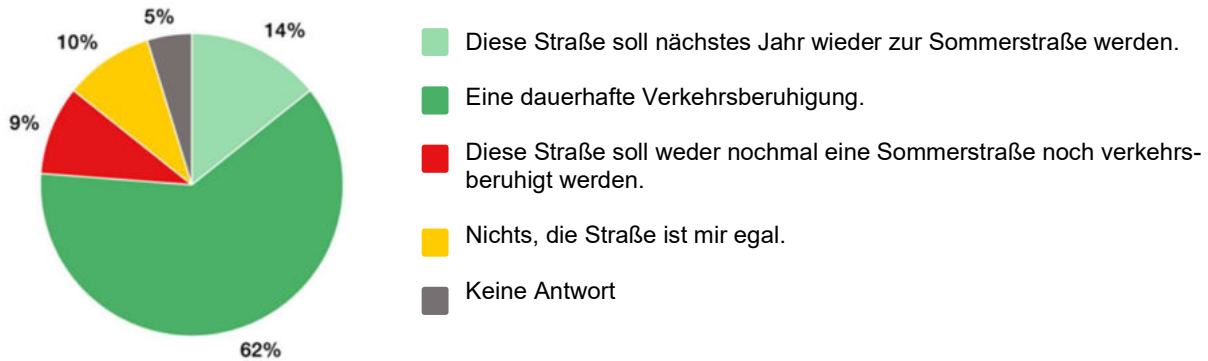 5%
14%
10%
9%
62%
Diese Straße soll nächstes Jahr wieder zur Sommerstraße werden.
Eine dauerhafte Verkehrsberuhigung.
Diese Straße soll weder nochmal eine Sommerstraße noch verkehrs-
beruhigt werden.
Nichts, die Straße ist mir egal.
Keine Antwort